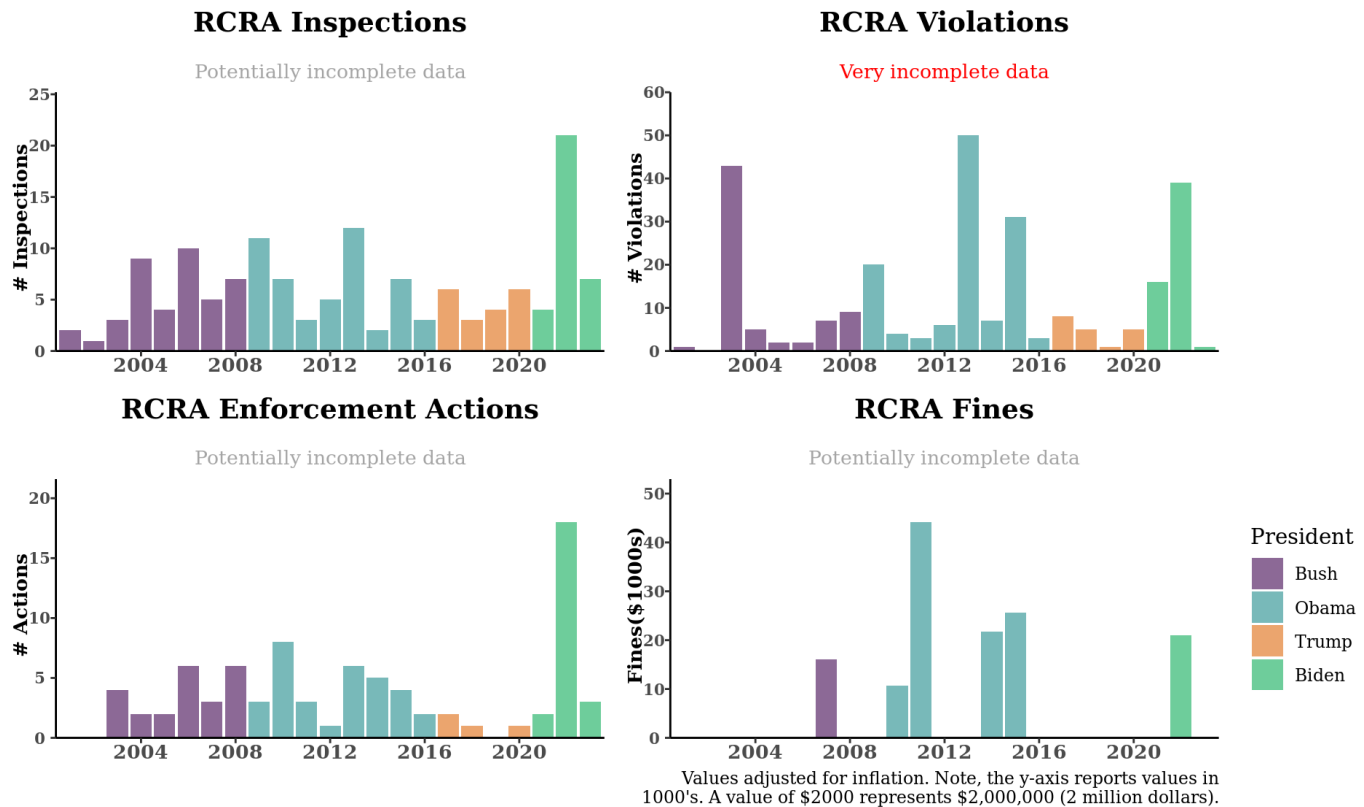 RCRA Inspections
Potentially incomplete data
# Inspections
25
20
15
10
5
0
2004 2008 2012 2016 2020
RCRA Violations
Very incomplete data
# Violations
60
50
40
30
20
10
0
2004 2008 2012 2016 2020
RCRA Enforcement Actions
Potentially incomplete data
# Actions
20
15
10
5
0
2004 2008 2012 2016 2020
RCRA Fines
Potentially incomplete data
Fines($1000s)
50
40
30
20
10
0
2004 2008 2012 2016 2020
President
Bush
Obama
Trump
Biden
Values adjusted for inflation. Note, the y-axis reports values in
1000's. A value of $2000 represents $2,000,000 (2 million dollars).